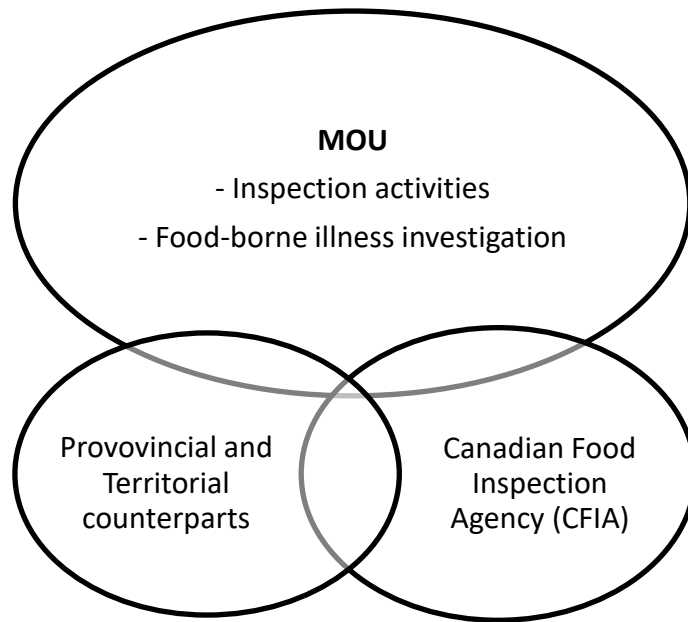 MOU
- Inspection activities
- Food-borne illness investigation
Provovincial and
Territorial
counterparts
Canadian Food
Inspection
Agency (CFIA)